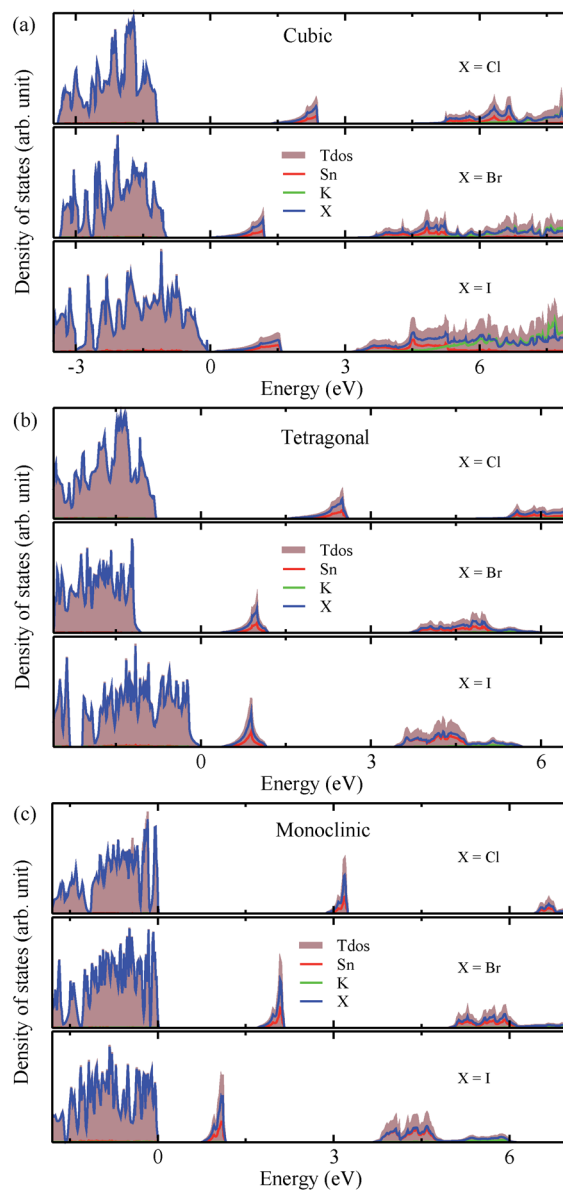 (a)
Cubic
X = Cl
Density of states (arb. unit)
Tdos
Sn
K
X
X = Br
X = I
-3 0 3 6
Energy (eV)
(b)
Tetragonal
X = Cl
Density of states (arb. unit)
Tdos
Sn
K
X
X = Br
X = I
0 3 6
Energy (eV)
(c)
Monoclinic
X = Cl
Density of states (arb. unit)
Tdos
Sn
K
X
X = Br
X = I
0 3 6
Energy (eV)